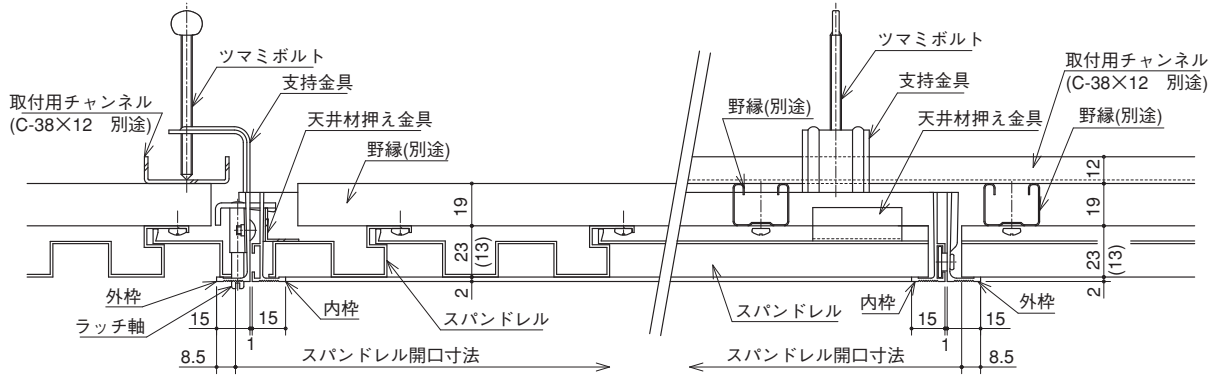 ツマミボルト
支持金具
取付用チャンネル
(C-38×12　別途)
天井材押え金具
野縁(別途)
外枠
ラッチ軸
内枠
スパンドレル
15
15
1
8.5
スパンドレル開口寸法
19
23
(13)
2
ツマミボルト
支持金具
取付用チャンネル
(C-38×12　別途)
天井材押え金具
野縁(別途)
野縁(別途)
12
19
23
(13)
2
スパンドレル
内枠
外枠
15
15
1
スパンドレル開口寸法
8.5